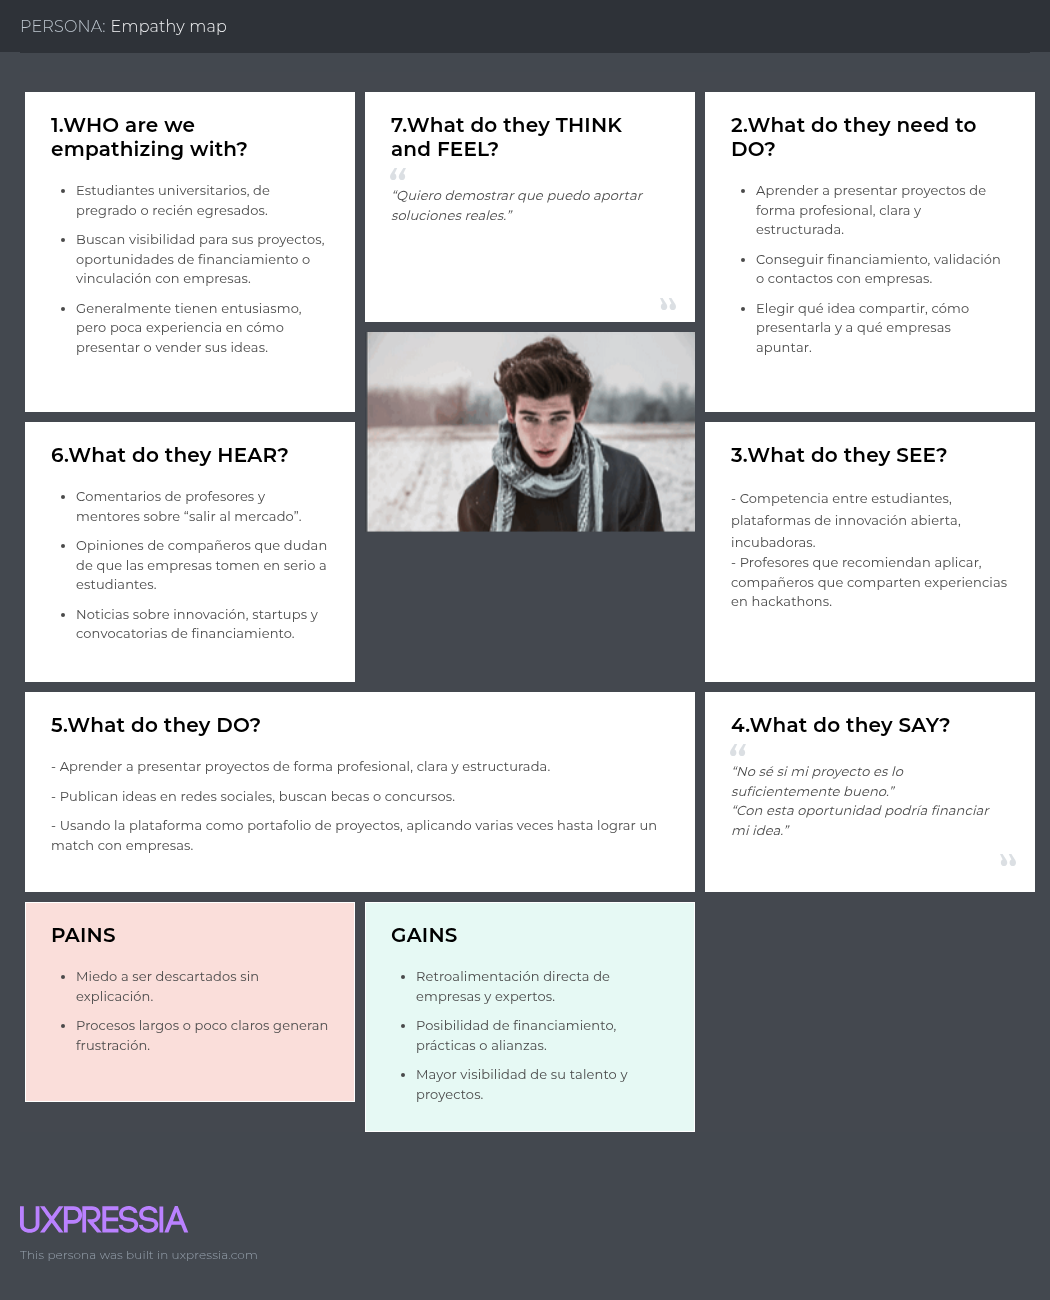 PERSONA: Empathy map
1.WHO are we
empathizing with?
• Estudiantes universitarios, de
pregrado o recién egresados.
• Buscan visibilidad para sus proyectos,
oportunidades de financiamiento o
vinculación con empresas.
• Generalmente tienen entusiasmo,
pero poca experiencia en cómo
presentar o vender sus ideas.
7.What do they THINK
and FEEL?
“
“Quiero demostrar que puedo aportar
soluciones reales.”
”
2.What do they need to
DO?
• Aprender a presentar proyectos de
forma profesional, clara y
estructurada.
• Conseguir financiamiento, validación
o contactos con empresas.
• Elegir qué idea compartir, cómo
presentarla y a qué empresas
apuntar.
6.What do they HEAR?
• Comentarios de profesores y
mentores sobre “salir al mercado”.
• Opiniones de compañeros que dudan
de que las empresas tomen en serio a
estudiantes.
• Noticias sobre innovación, startups y
convocatorias de financiamiento.
3.What do they SEE?
- Competencia entre estudiantes,
plataformas de innovación abierta,
incubadoras.
- Profesores que recomiendan aplicar,
compañeros que comparten experiencias
en hackathons.
5.What do they DO?
- Aprender a presentar proyectos de forma profesional, clara y estructurada.
- Publican ideas en redes sociales, buscan becas o concursos.
- Usando la plataforma como portafolio de proyectos, aplicando varias veces hasta lograr un
match con empresas.
4.What do they SAY?
“
“No sé si mi proyecto es lo
suficientemente bueno.”
“Con esta oportunidad podría financiar
mi idea.”
”
PAINS
• Miedo a ser descartados sin
explicación.
• Procesos largos o poco claros generan
frustración.
GAINS
• Retroalimentación directa de
empresas y expertos.
• Posibilidad de financiamiento,
prácticas o alianzas.
• Mayor visibilidad de su talento y
proyectos.
UXPRESSIA
This persona was built in uxpressia.com